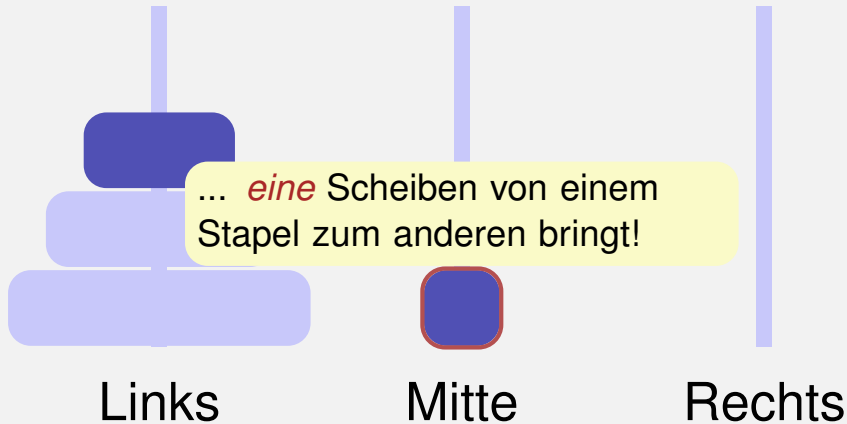 ... eine Scheiben von einem
Stapel zum anderen bringt!
Links Mitte Rechts